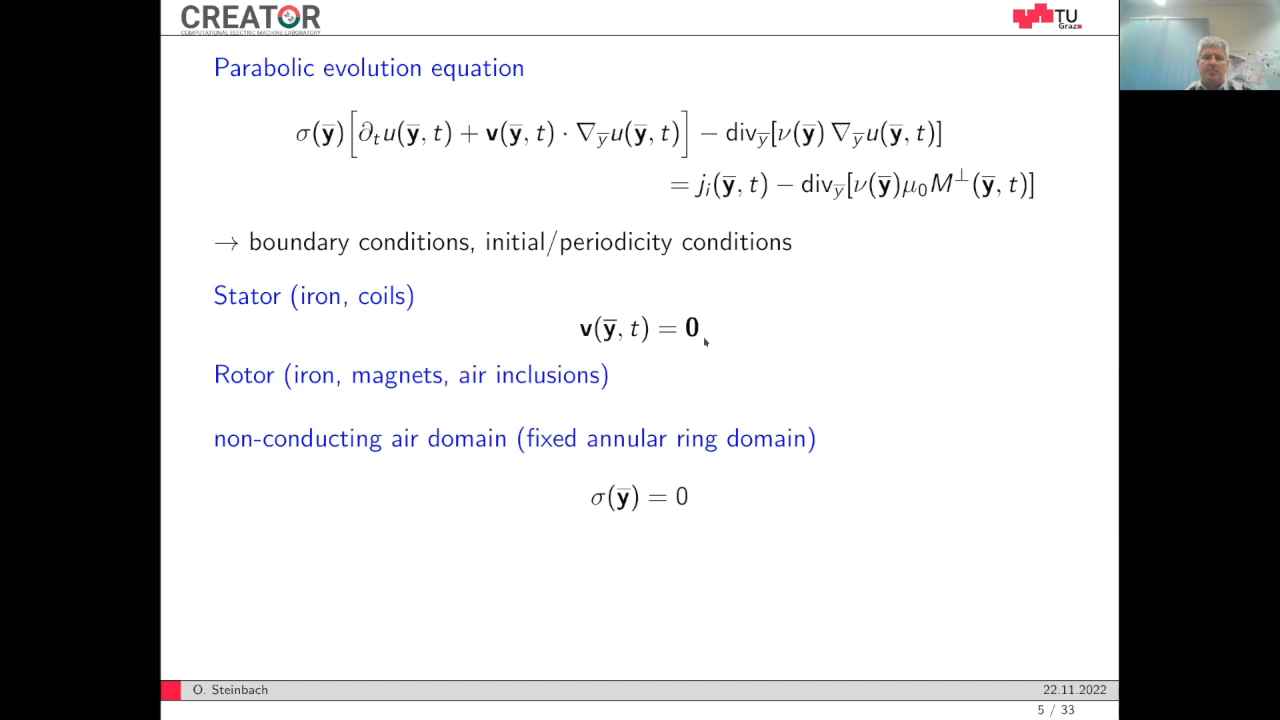 CREATOR
COMPUTATIONAL ELECTRIC MACHINE LABORATORY
TU
Graz
Parabolic evolution equation
σ(y̅)[∂ₜu(y̅, t) + v(y̅, t) · ∇_y̅ u(y̅, t)] − div_y̅[ν(y̅) ∇_y̅ u(y̅, t)]
= jᵢ(y̅, t) − div_y̅[ν(y̅)μ₀M^⊥(y̅, t)]
→ boundary conditions, initial/periodicity conditions
Stator (iron, coils)
v(y̅, t) = 0
Rotor (iron, magnets, air inclusions)
non-conducting air domain (fixed annular ring domain)
σ(y̅) = 0
O. Steinbach
22.11.2022
5 / 33